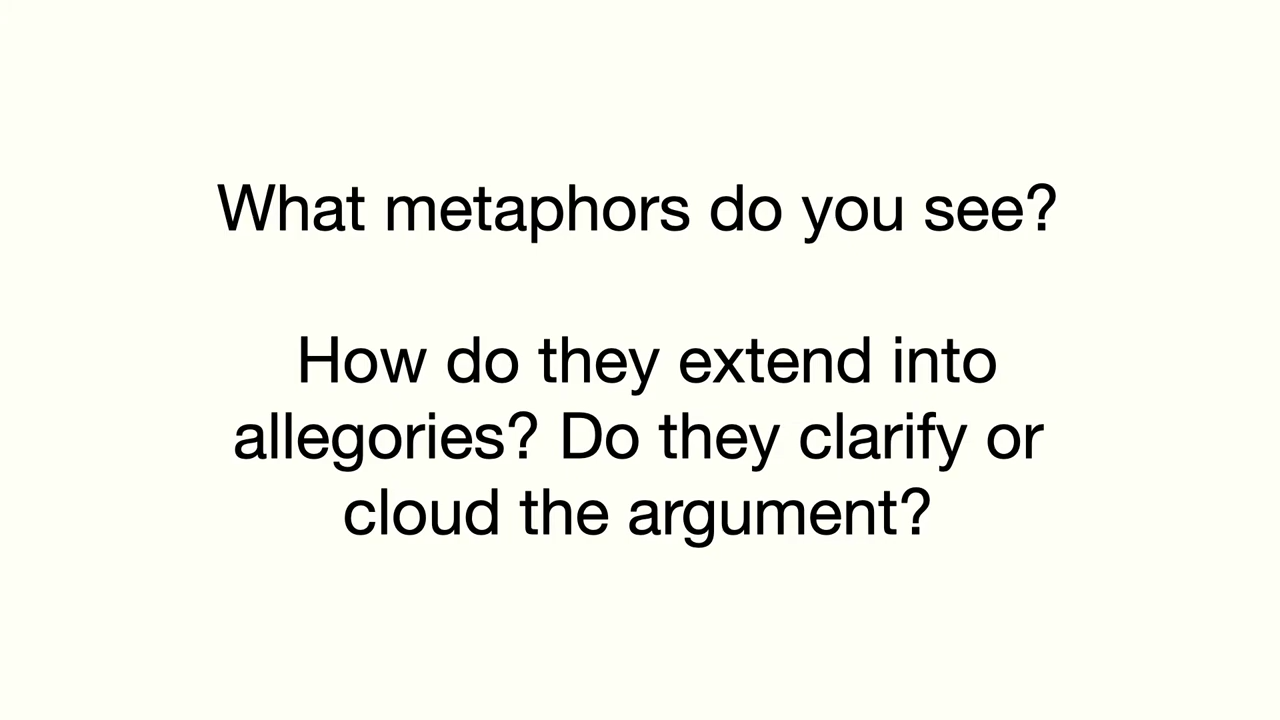 What metaphors do you see?
How do they extend into
allegories? Do they clarify or
cloud the argument?